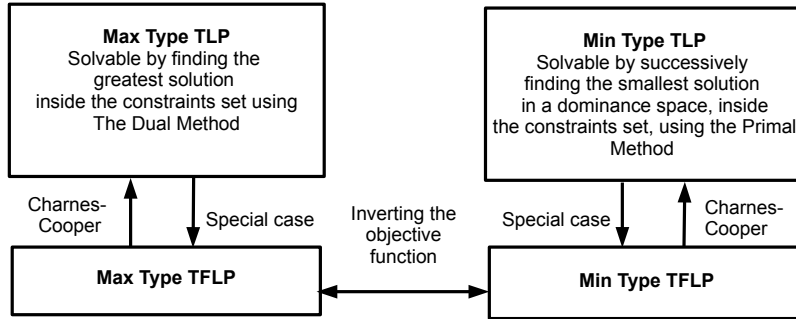 Max Type TLP
Solvable by finding the
greatest solution
inside the constraints set using
The Dual Method
Min Type TLP
Solvable by successively
finding the smallest solution
in a dominance space, inside
the constraints set, using the Primal
Method
Charnes-
Cooper
Special case
Inverting the
objective
function
Special case
Charnes-
Cooper
Max Type TFLP
Min Type TFLP